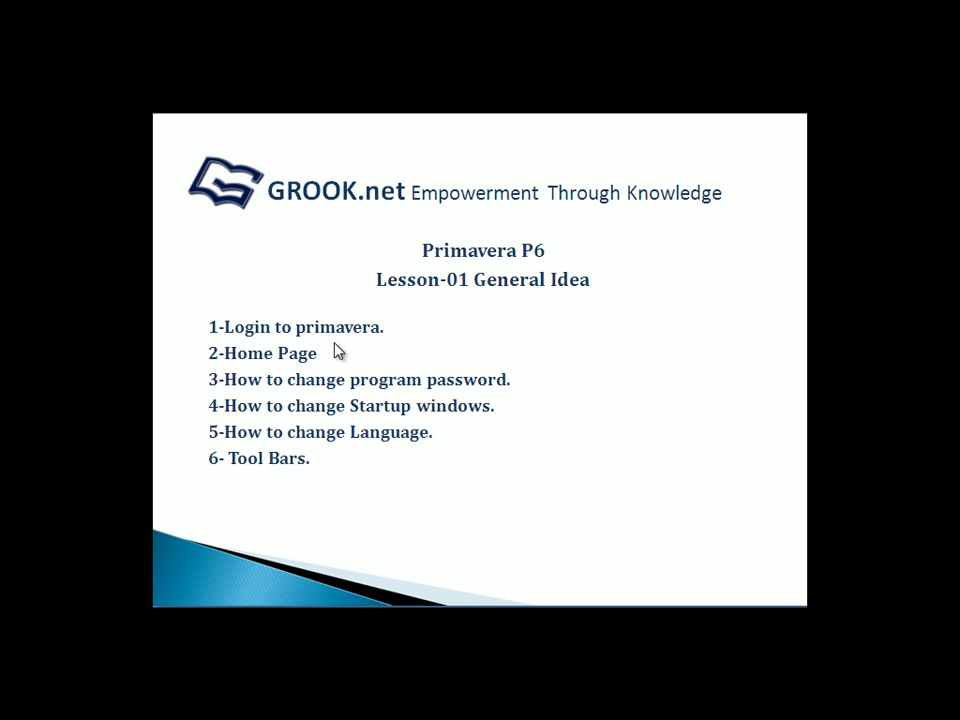 GROOK.net Empowerment Through Knowledge
Primavera P6
Lesson-01 General Idea
1-Login to primavera.
2-Home Page
3-How to change program password.
4-How to change Startup windows.
5-How to change Language.
6- Tool Bars.